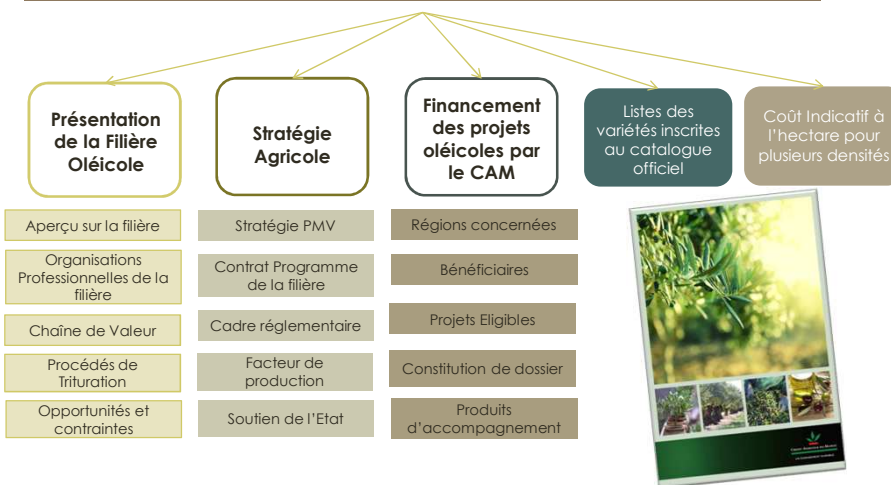 Présentation
de la Filière
Oléicole
Stratégie
Agricole
Financement
des projets
oléicoles par
le CAM
Listes des
variétés inscrites
au catalogue
officiel
Coût Indicatif à
l’hectare pour
plusieurs densités
Aperçu sur la filière
Organisations
Professionnelles de la
filière
Chaîne de Valeur
Procédés de
Trituration
Opportunités et
contraintes
Stratégie PMV
Contrat Programme
de la filière
Cadre réglementaire
Facteur de
production
Soutien de l’Etat
Régions concernées
Bénéficiaires
Projets Eligibles
Constitution de dossier
Produits
d’accompagnement